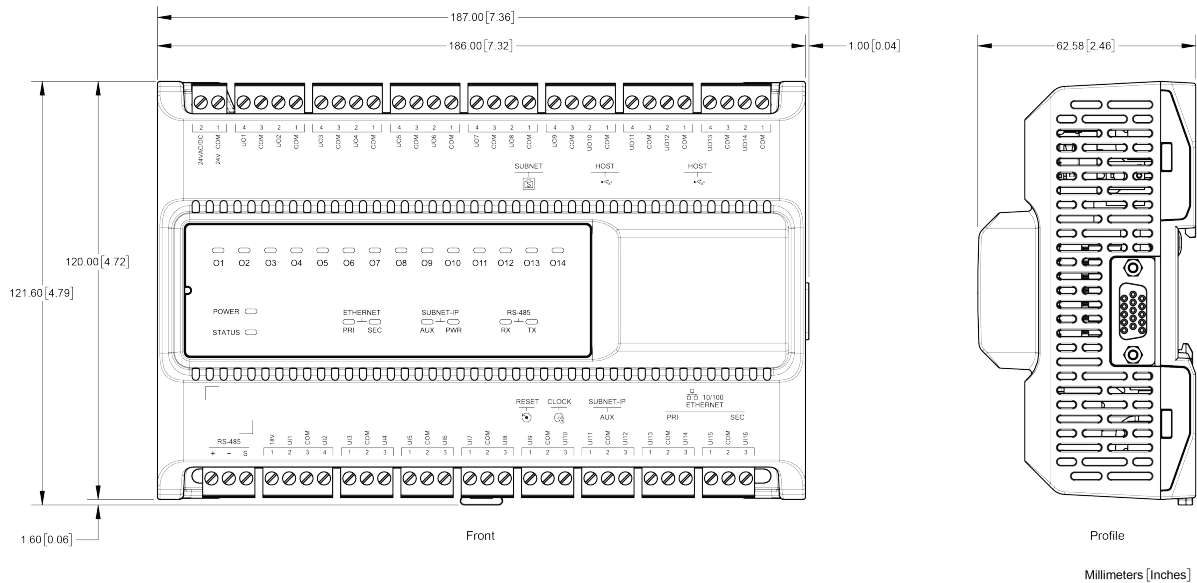 187.00[7.36]
186.00[7.32]
1.00[0.04]
62.58[2.46]
2 1 4 3 2 1 4 3 2 1 4 3 2 1 4 3 2 1 4 3 2 1 4 3 2 1 4 3 2 1
24VAC/DC 24V COM UO1 COM UO2 COM UO3 COM UO4 COM UO5 COM UO6 COM UO7 COM UO8 COM UO9 COM UO10 COM UO11 COM UO12 COM UO13 COM UO14 COM
SUBNET HOST HOST
O1 O2 O3 O4 O5 O6 O7 O8 O9 O10 O11 O12 O13 O14
120.00[4.72]
121.60[4.79]
POWER ETHERNET SUBNET-IP RS-485
PRI SEC AUX PWR RX TX
STATUS
RESET CLOCK SUBNET-IP 10/100
ETHERNET
AUX PRI SEC
RS-485 18V UI1 COM UI2 UI3 COM UI4 UI5 COM UI6 UI7 COM UI8 UI9 COM UI10 UI11 COM UI12 UI13 COM UI14 UI15 COM UI16
+ − S 1 2 3 4 1 2 3 1 2 3 1 2 3 1 2 3 1 2 3 1 2 3 1 2 3
1.60[0.06]
Front
Profile
Millimeters [Inches]